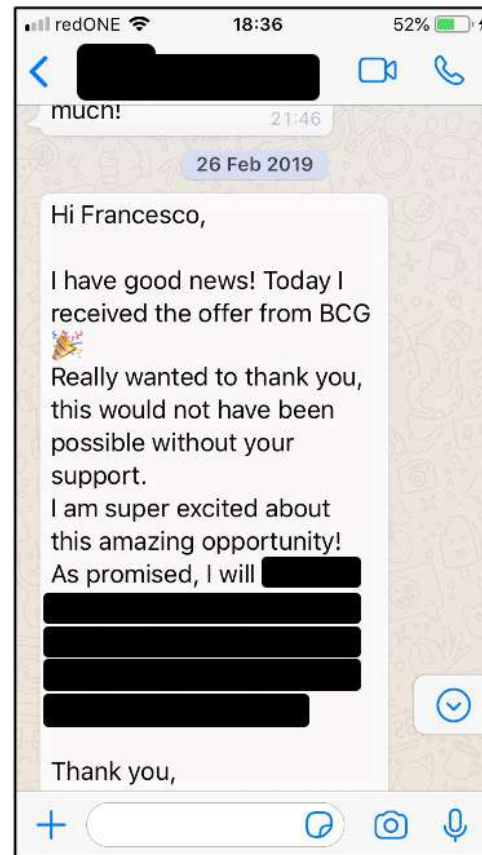 redONE 18:36 52%
much!
21:46
26 Feb 2019
Hi Francesco,
I have good news! Today I
received the offer from BCG
🎉
Really wanted to thank you,
this would not have been
possible without your
support.
I am super excited about
this amazing opportunity!
As promised, I will
Thank you,